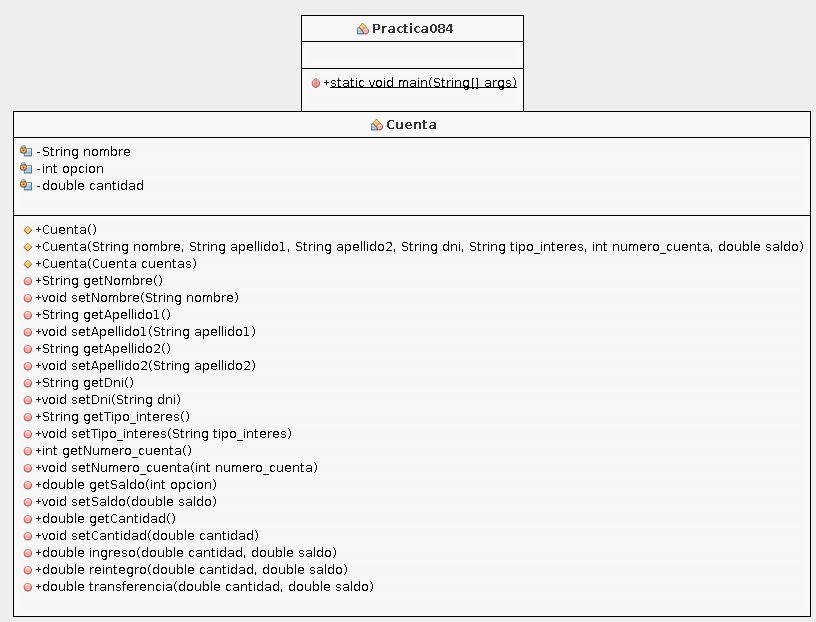 Practica084
+static void main(String[] args)
Cuenta
-String nombre
-int opcion
-double cantidad
+Cuenta()
+Cuenta(String nombre, String apellido1, String apellido2, String dni, String tipo_interes, int numero_cuenta, double saldo)
+Cuenta(Cuenta cuentas)
+String getNombre()
+void setNombre(String nombre)
+String getApellido1()
+void setApellido1(String apellido1)
+String getApellido2()
+void setApellido2(String apellido2)
+String getDni()
+void setDni(String dni)
+String getTipo_interes()
+void setTipo_interes(String tipo_interes)
+int getNumero_cuenta()
+void setNumero_cuenta(int numero_cuenta)
+double getSaldo(int opcion)
+void setSaldo(double saldo)
+double getCantidad()
+void setCantidad(double cantidad)
+double ingreso(double cantidad, double saldo)
+double reintegro(double cantidad, double saldo)
+double transferencia(double cantidad, double saldo)